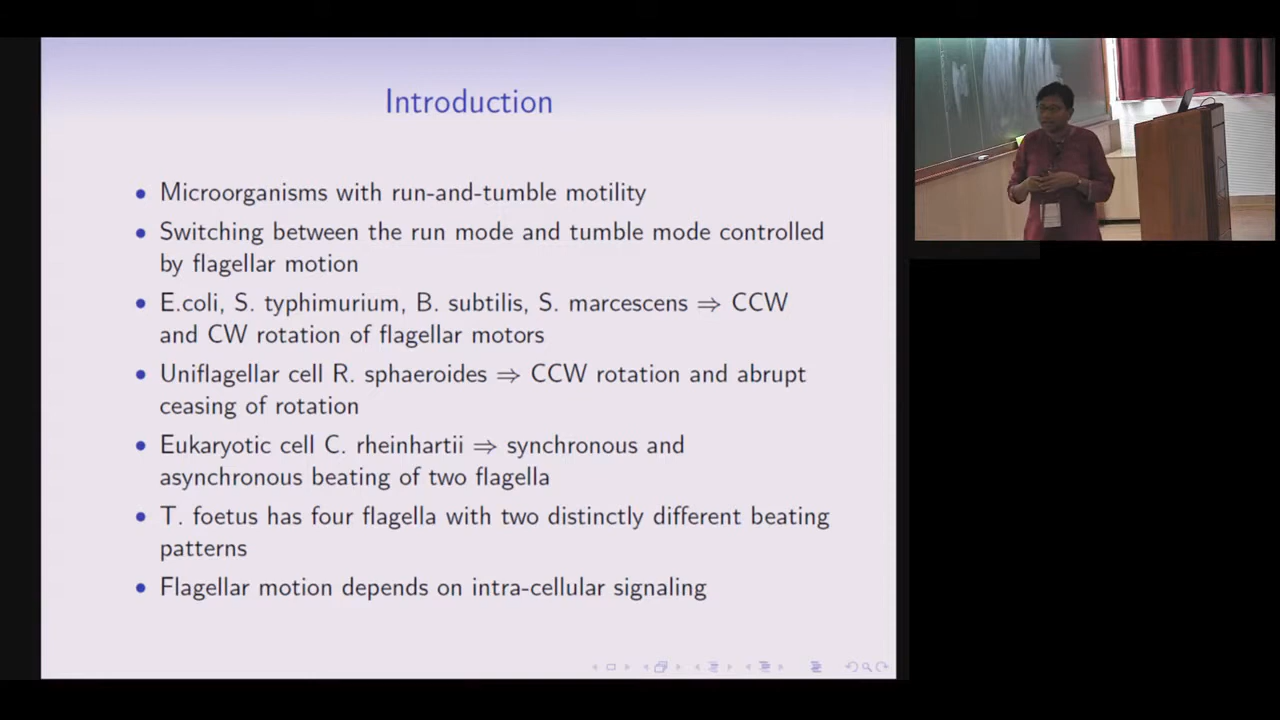 Introduction
• Microorganisms with run-and-tumble motility
• Switching between the run mode and tumble mode controlled
by flagellar motion
• E.coli, S. typhimurium, B. subtilis, S. marcescens ⇒ CCW
and CW rotation of flagellar motors
• Uniflagellar cell R. sphaeroides ⇒ CCW rotation and abrupt
ceasing of rotation
• Eukaryotic cell C. rheinhartii ⇒ synchronous and
asynchronous beating of two flagella
• T. foetus has four flagella with two distinctly different beating
patterns
• Flagellar motion depends on intra-cellular signaling